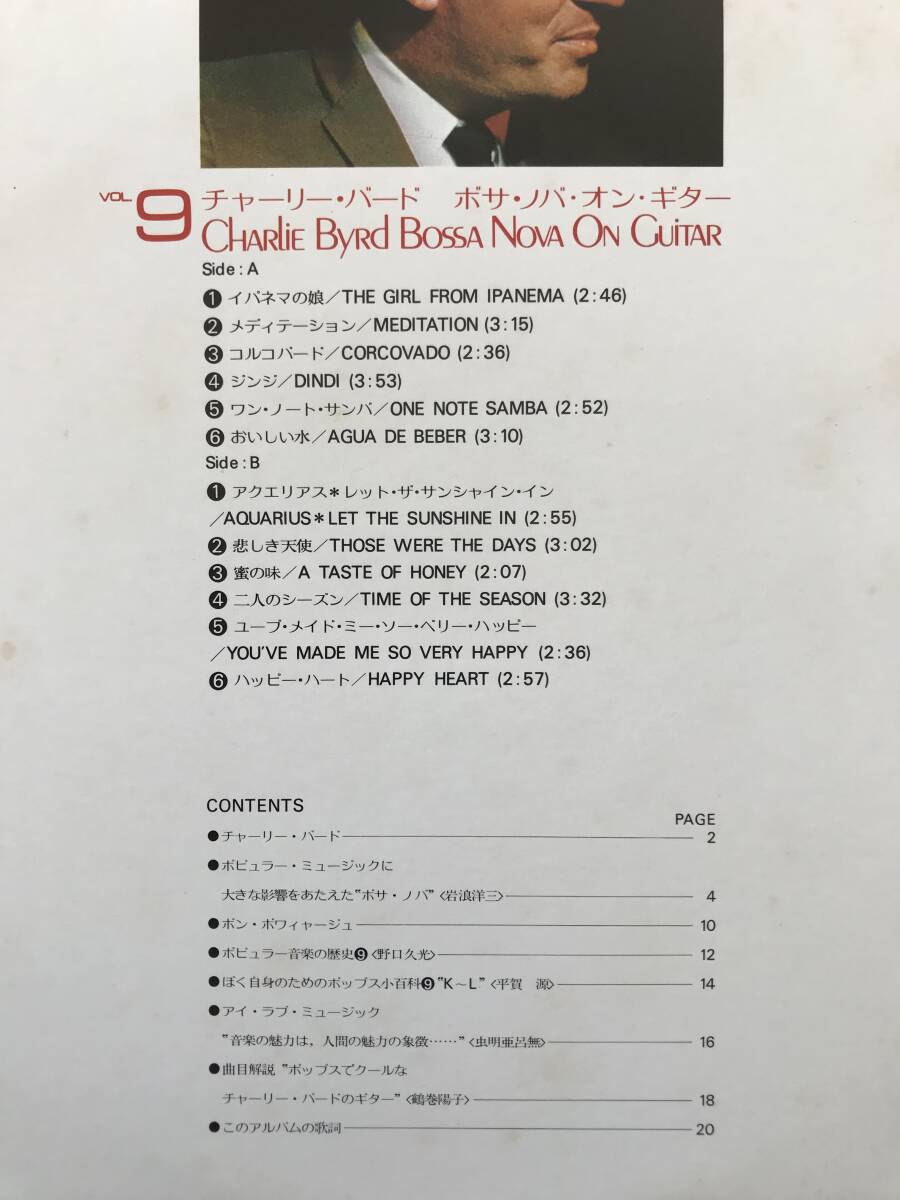 VOL 9 チャーリー・バード ボサ・ノバ・オン・ギター
CHARLIE BYRD BOSSA NOVA ON GUITAR
Side : A
❶ イパネマの娘／THE GIRL FROM IPANEMA (2:46)
❷ メディテーション／MEDITATION (3:15)
❸ コルコバード／CORCOVADO (2:36)
❹ ジンジ／DINDI (3:53)
❺ ワン・ノート・サンバ／ONE NOTE SAMBA (2:52)
❻ おいしい水／AGUA DE BEBER (3:10)
Side : B
❶ アクエリアス＊レット・ザ・サンシャイン・イン
／AQUARIUS＊LET THE SUNSHINE IN (2:55)
❷ 悲しき天使／THOSE WERE THE DAYS (3:02)
❸ 蜜の味／A TASTE OF HONEY (2:07)
❹ 二人のシーズン／TIME OF THE SEASON (3:32)
❺ ユーブ・メイド・ミー・ソー・ベリー・ハッピー
／YOU'VE MADE ME SO VERY HAPPY (2:36)
❻ ハッピー・ハート／HAPPY HEART (2:57)
CONTENTS
PAGE
●チャーリー・バード 2
●ポピュラー・ミュージックに
大きな影響をあたえた"ボサ・ノバ"〈岩浪洋三〉 4
●ボン・ボワィャージュ 10
●ポピュラー音楽の歴史❾〈野口久光〉 12
●ぼく自身のためのポップス小百科❾"K～L"〈平賀 源〉 14
●アイ・ラブ・ミュージック
"音楽の魅力は，人間の魅力の象徴……"〈虫明亜呂無〉 16
●曲目解説"ポップスでクールな
チャーリー・バードのギター"〈鶴巻陽子〉 18
●このアルバムの歌詞 20